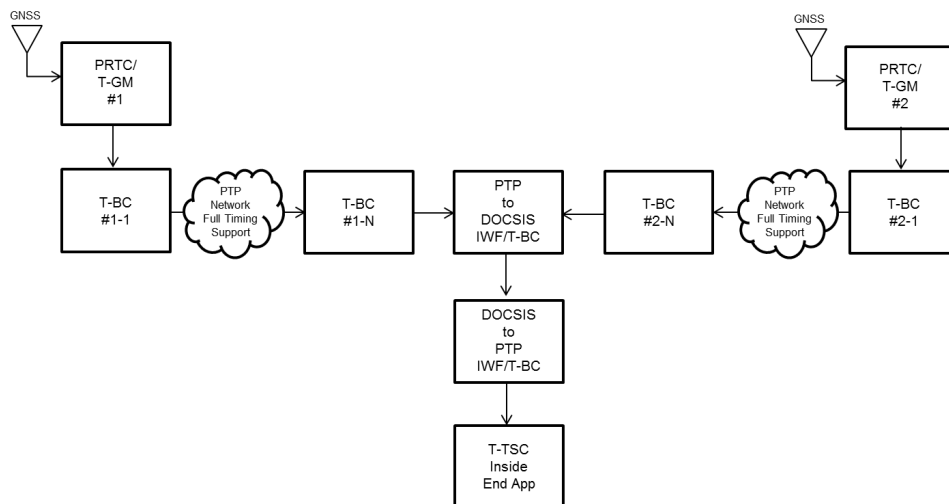 GNSS
PRTC/
T-GM
#1
GNSS
PRTC/
T-GM
#2
T-BC
#1-1
PTP
Network
Full Timing
Support
T-BC
#1-N
PTP
to
DOCSIS
IWF/T-BC
T-BC
#2-N
PTP
Network
Full Timing
Support
T-BC
#2-1
DOCSIS
to
PTP
IWF/T-BC
T-TSC
Inside
End App